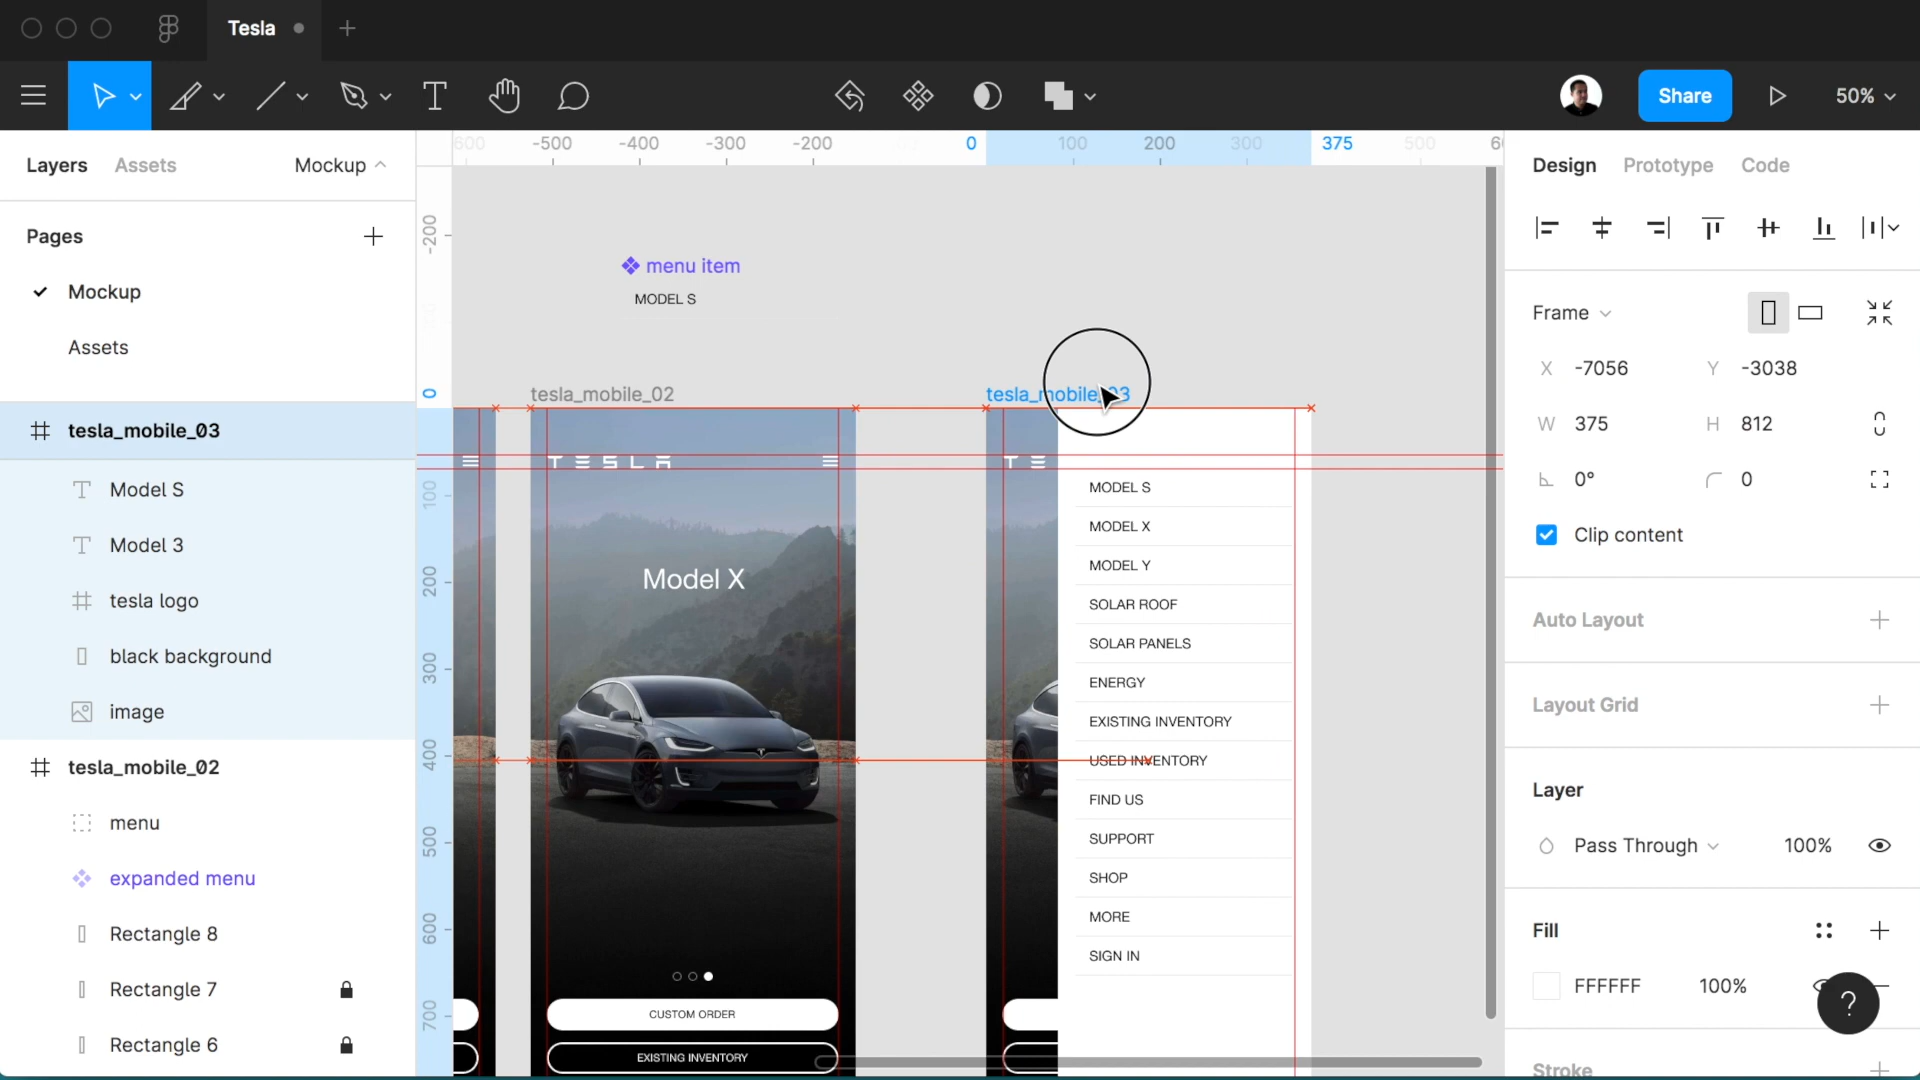 Tesla
Share
50%
Layers
Assets
Mockup
Pages
Mockup
Assets
tesla_mobile_03
Model S
Model 3
tesla logo
black background
image
tesla_mobile_02
menu
expanded menu
Rectangle 8
Rectangle 7
Rectangle 6
600 -500 -400 -300 -200 0 100 200 300 375 500
-200
0
100
200
300
400
500
600
700
menu item
MODEL S
tesla_mobile_02
TESLA
Model X
CUSTOM ORDER
EXISTING INVENTORY
tesla_mobile_03
T E
MODEL S
MODEL X
MODEL Y
SOLAR ROOF
SOLAR PANELS
ENERGY
EXISTING INVENTORY
USED INVENTORY
FIND US
SUPPORT
SHOP
MORE
SIGN IN
Design
Prototype
Code
Frame
X -7056
Y -3038
W 375
H 812
0°
0
Clip content
Auto Layout
Layout Grid
Layer
Pass Through
100%
Fill
FFFFFF
100%
?
Stroke